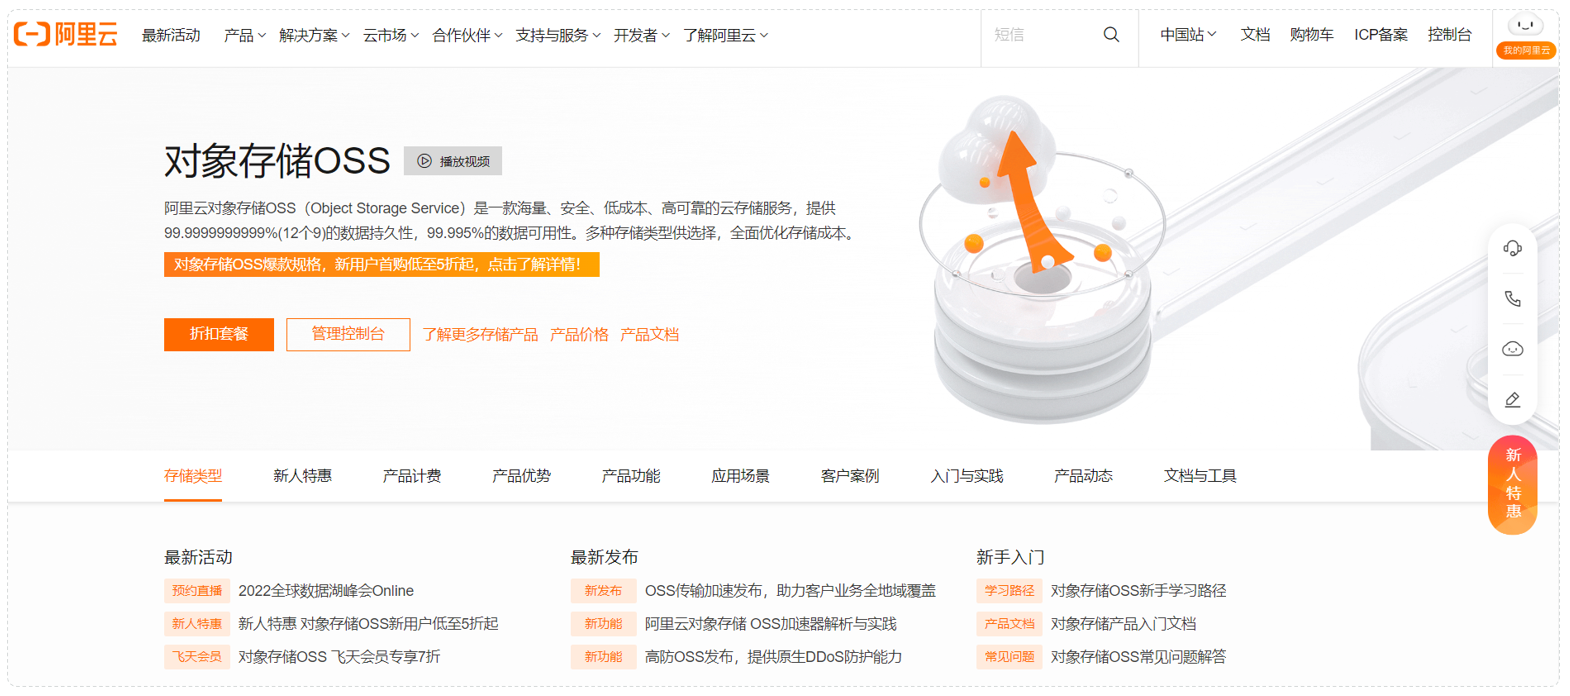 阿里云
最新活动 产品 解决方案 云市场 合作伙伴 支持与服务 开发者 了解阿里云 短信 中国站 文档 购物车 ICP备案 控制台
我的阿里云
对象存储OSS 播放视频
阿里云对象存储OSS（Object Storage Service）是一款海量、安全、低成本、高可靠的云存储服务，提供
99.9999999999%(12个9)的数据持久性，99.995%的数据可用性。多种存储类型供选择，全面优化存储成本。
对象存储OSS爆款规格，新用户首购低至5折起，点击了解详情！
折扣套餐 管理控制台 了解更多存储产品 产品价格 产品文档
新人特惠
存储类型 新人特惠 产品计费 产品优势 产品功能 应用场景 客户案例 入门与实践 产品动态 文档与工具
最新活动
预约直播 2022全球数据湖峰会Online
新人特惠 新人特惠 对象存储OSS新用户低至5折起
飞天会员 对象存储OSS 飞天会员专享7折
最新发布
新发布 OSS传输加速发布，助力客户业务全地域覆盖
新功能 阿里云对象存储 OSS加速器解析与实践
新功能 高防OSS发布，提供原生DDoS防护能力
新手入门
学习路径 对象存储OSS新手学习路径
产品文档 对象存储产品入门文档
常见问题 对象存储OSS常见问题解答